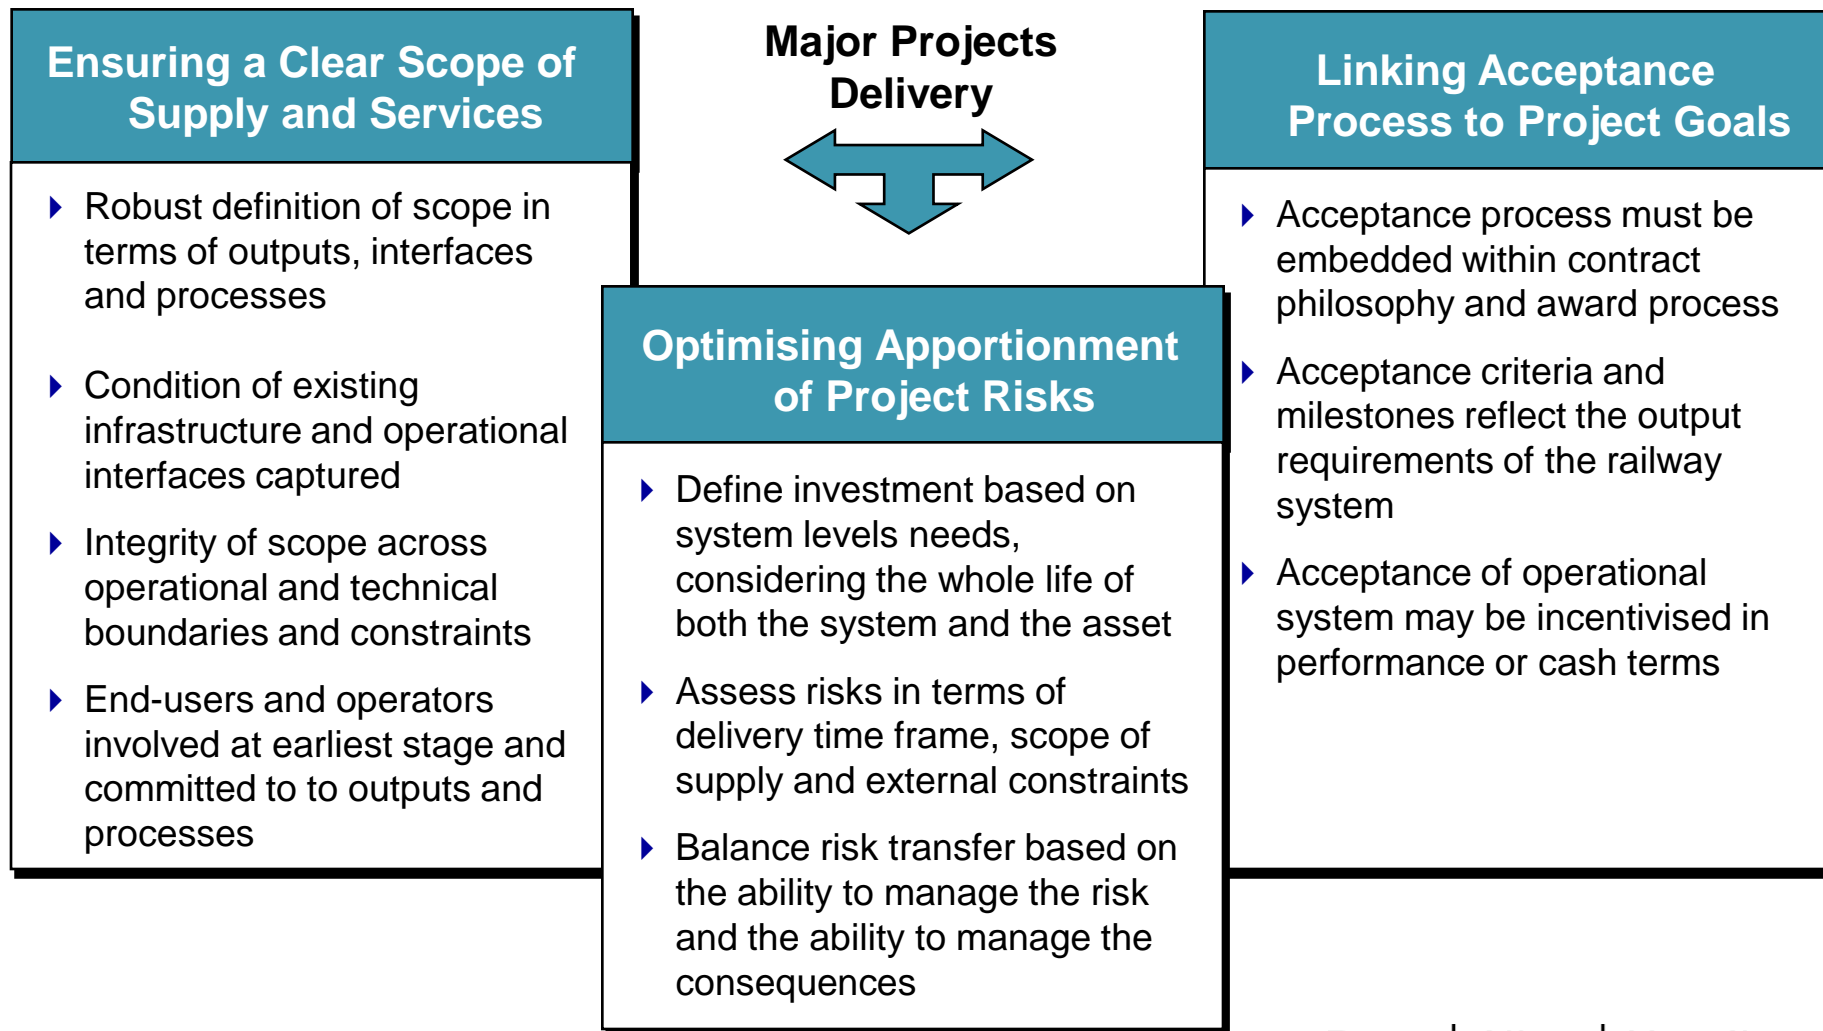 Ensuring a Clear Scope of
Supply and Services
Robust definition of scope in
terms of outputs, interfaces
and processes
Condition of existing
infrastructure and operational
interfaces captured
Integrity of scope across
operational and technical
boundaries and constraints
End-users and operators
involved at earliest stage and
committed to to outputs and
processes
Major Projects
Delivery
Optimising Apportionment
of Project Risks
Define investment based on
system levels needs,
considering the whole life of
both the system and the asset
Assess risks in terms of
delivery time frame, scope of
supply and external constraints
Balance risk transfer based on
the ability to manage the risk
and the ability to manage the
consequences
Linking Acceptance
Process to Project Goals
Acceptance process must be
embedded within contract
philosophy and award process
Acceptance criteria and
milestones reflect the output
requirements of the railway
system
Acceptance of operational
system may be incentivised in
performance or cash terms